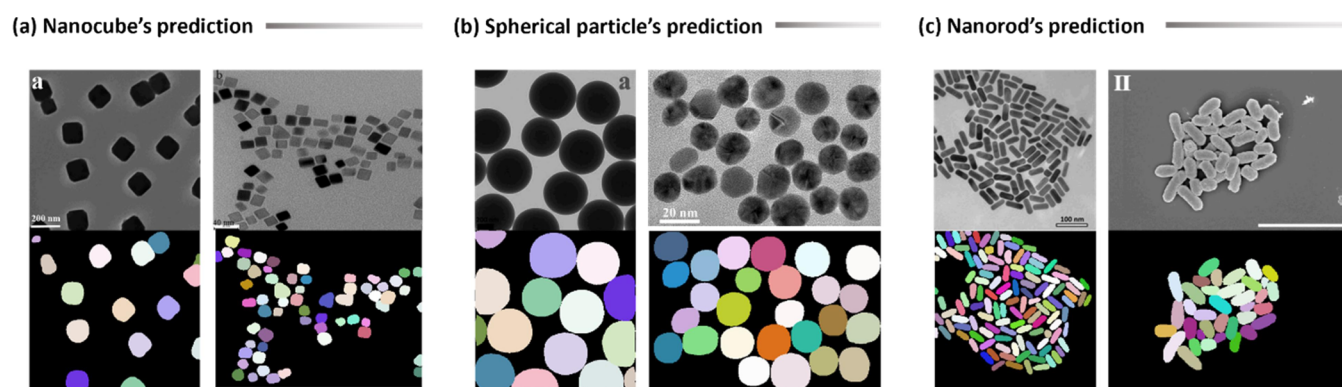 (a) Nanocube's prediction
(b) Spherical particle's prediction
(c) Nanorod's prediction
a
b
a
II
200 nm
40 nm
20 nm
100 nm